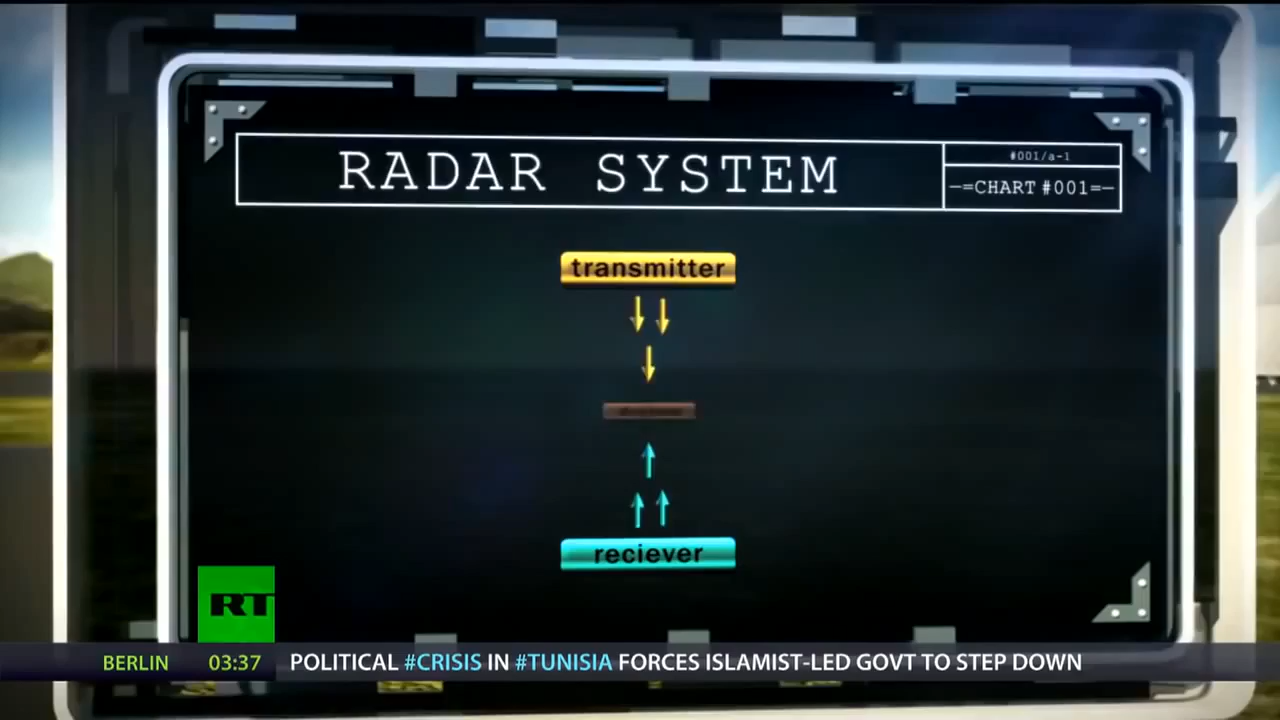 RADAR SYSTEM
#001/a-1
—=CHART #001=—
transmitter
reciever
RT
BERLIN 03:37 POLITICAL #CRISIS IN #TUNISIA FORCES ISLAMIST-LED GOVT TO STEP DOWN